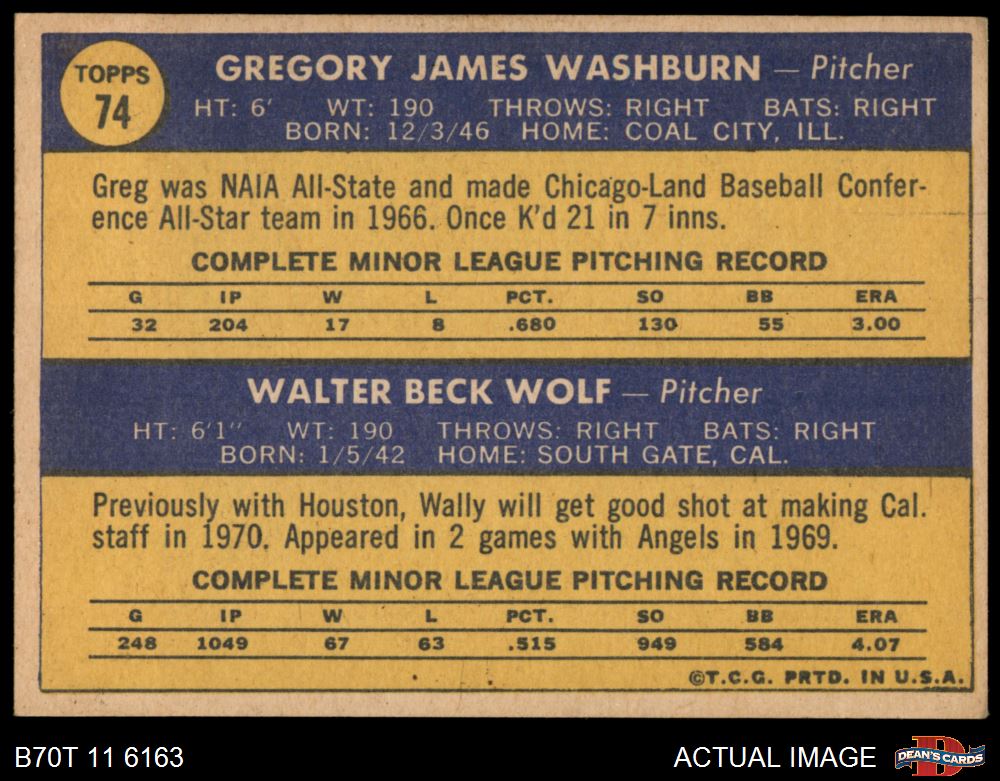 TOPPS
74
GREGORY JAMES WASHBURN — Pitcher
HT: 6' WT: 190 THROWS: RIGHT BATS: RIGHT
BORN: 12/3/46 HOME: COAL CITY, ILL.
Greg was NAIA All-State and made Chicago-Land Baseball Confer-
ence All-Star team in 1966. Once K'd 21 in 7 inns.
COMPLETE MINOR LEAGUE PITCHING RECORD
G IP W L PCT. SO BB ERA
32 204 17 8 .680 130 55 3.00
WALTER BECK WOLF — Pitcher
HT: 6'1" WT: 190 THROWS: RIGHT BATS: RIGHT
BORN: 1/5/42 HOME: SOUTH GATE, CAL.
Previously with Houston, Wally will get good shot at making Cal.
staff in 1970. Appeared in 2 games with Angels in 1969.
COMPLETE MINOR LEAGUE PITCHING RECORD
G IP W L PCT. SO BB ERA
248 1049 67 63 .515 949 584 4.07
©T.C.G. PRTD. IN U.S.A.
B70T 11 6163 ACTUAL IMAGE
D
DEAN'S CARDS